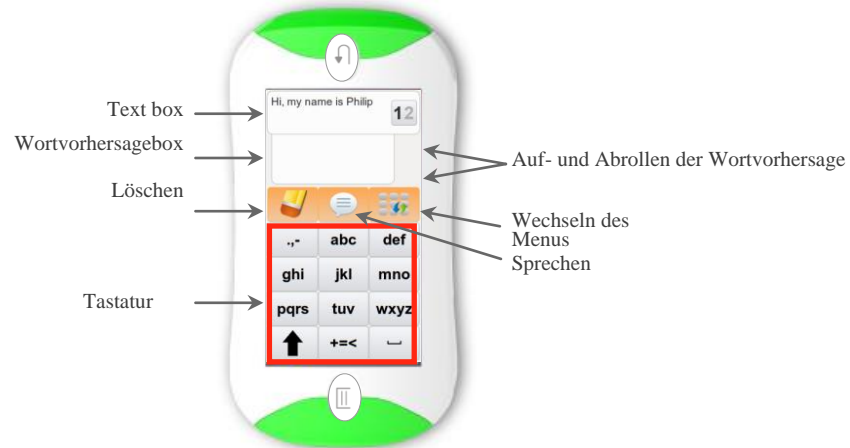 Hi, my name is Philip
12
Text box
Wortvorhersagebox
Auf- und Abrollen der Wortvorhersage
Löschen
Wechseln des
Menus
Sprechen
.,- abc def
ghi jkl mno
Tastatur
pqrs tuv wxyz
+=<